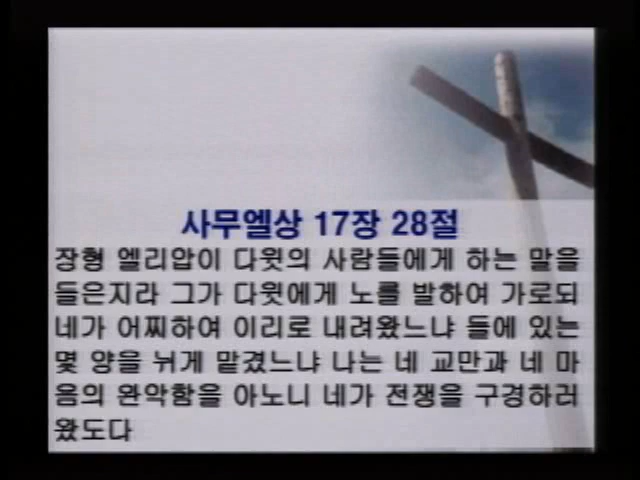 사무엘상 17장 28절
장형 엘리압이 다윗의 사람들에게 하는 말을
들은지라 그가 다윗에게 노를 발하여 가로되
네가 어찌하여 이리로 내려왔느냐 들에 있는
몇 양을 뉘게 맡겼느냐 나는 네 교만과 네 마
음의 완악함을 아노니 네가 전쟁을 구경하러
왔도다